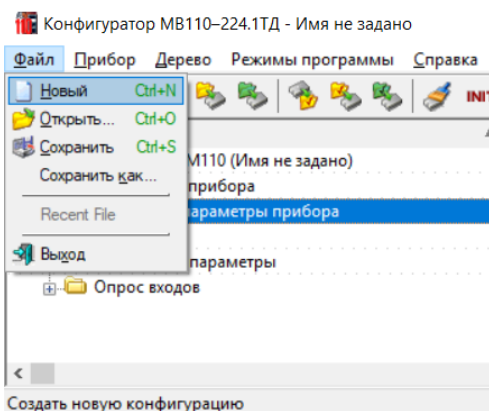 Конфигуратор МВ110–224.1ТД - Имя не задано
Файл Прибор Дерево Режимы программы Справка
Новый Ctrl+N
INIT
Открыть... Ctrl+O
Сохранить Ctrl+S
М110 (Имя не задано)
Сохранить как...
прибора
Recent File
параметры прибора
Выход
параметры
Опрос входов
Создать новую конфигурацию